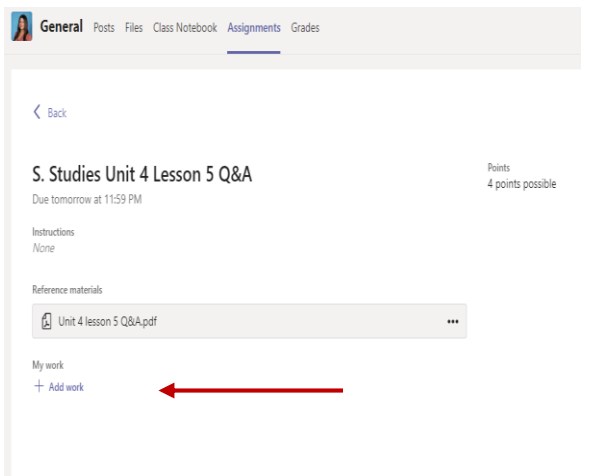 General Posts Files Class Notebook Assignments Grades
Back
S. Studies Unit 4 Lesson 5 Q&A
Due tomorrow at 11:59 PM
Points
4 points possible
Instructions
None
Reference materials
Unit 4 lesson 5 Q&A.pdf
My work
+ Add work